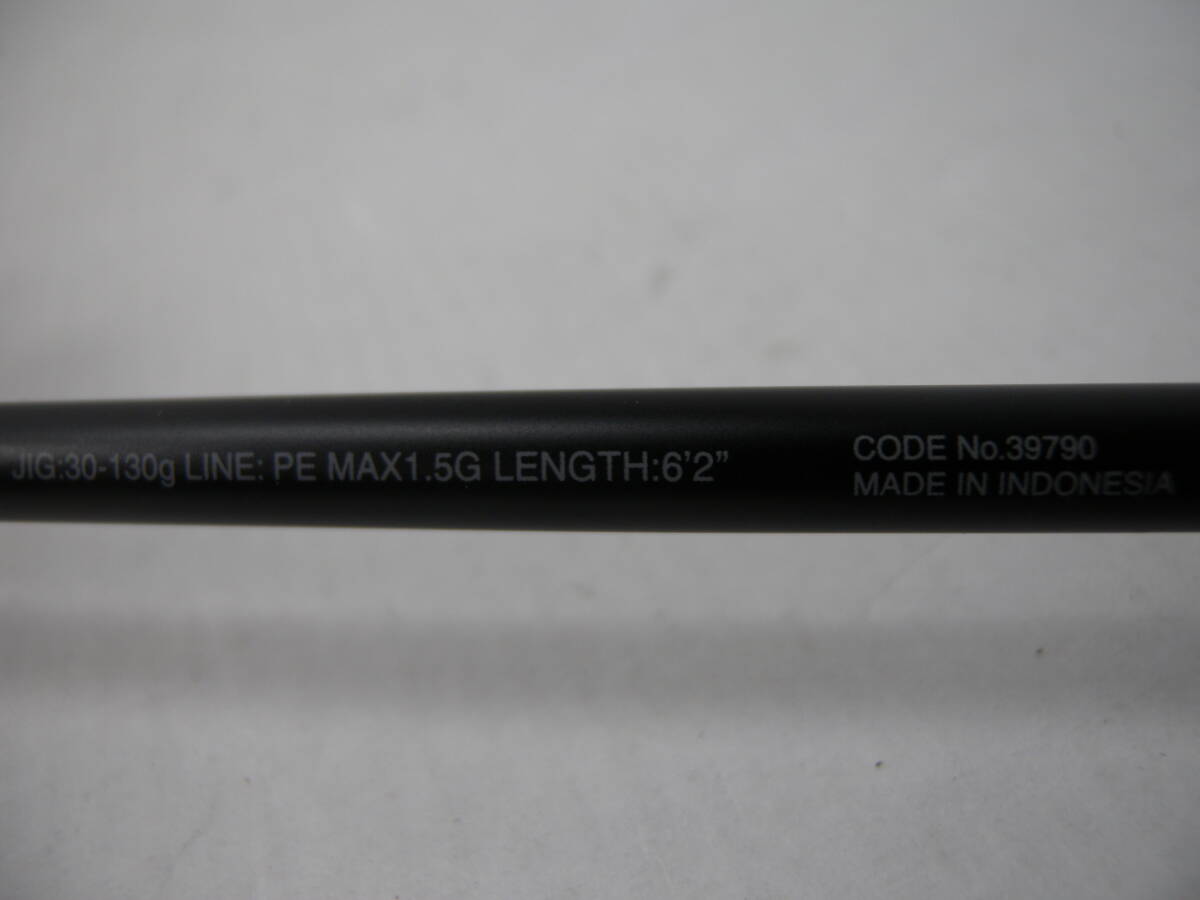 JIG:30-130g LINE: PE MAX1.5G LENGTH:6'2”
CODE No.39790
MADE IN INDONESIA